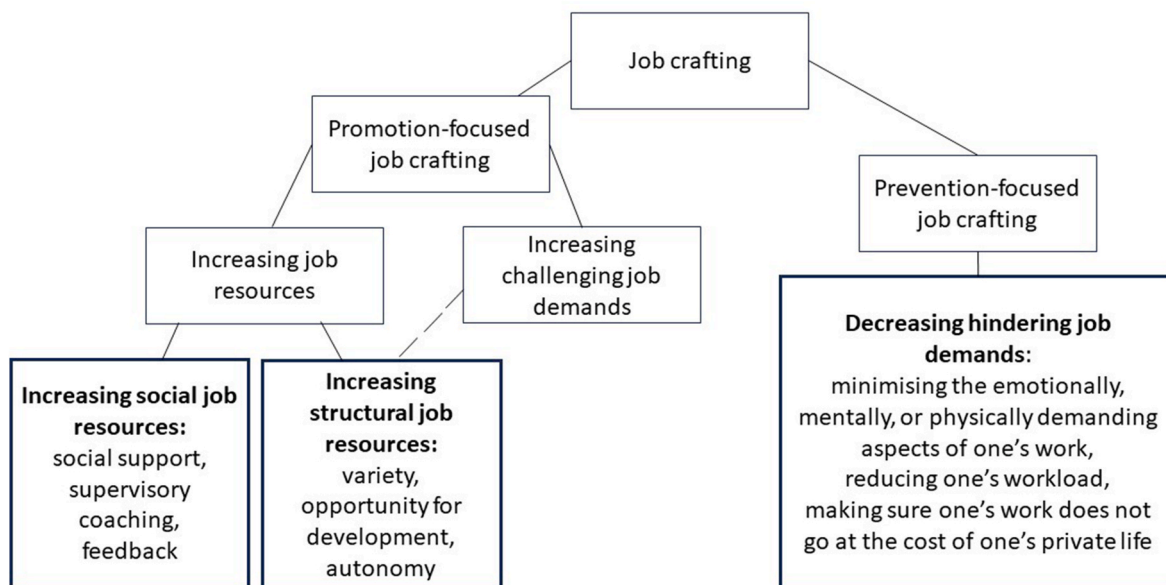 Job crafting
Promotion-focused
job crafting
Prevention-focused
job crafting
Increasing job
resources
Increasing
challenging job
demands
Increasing social job
resources:
social support,
supervisory
coaching,
feedback
Increasing
structural job
resources:
variety,
opportunity for
development,
autonomy
Decreasing hindering job
demands:
minimising the emotionally,
mentally, or physically demanding
aspects of one’s work,
reducing one’s workload,
making sure one’s work does not
go at the cost of one’s private life